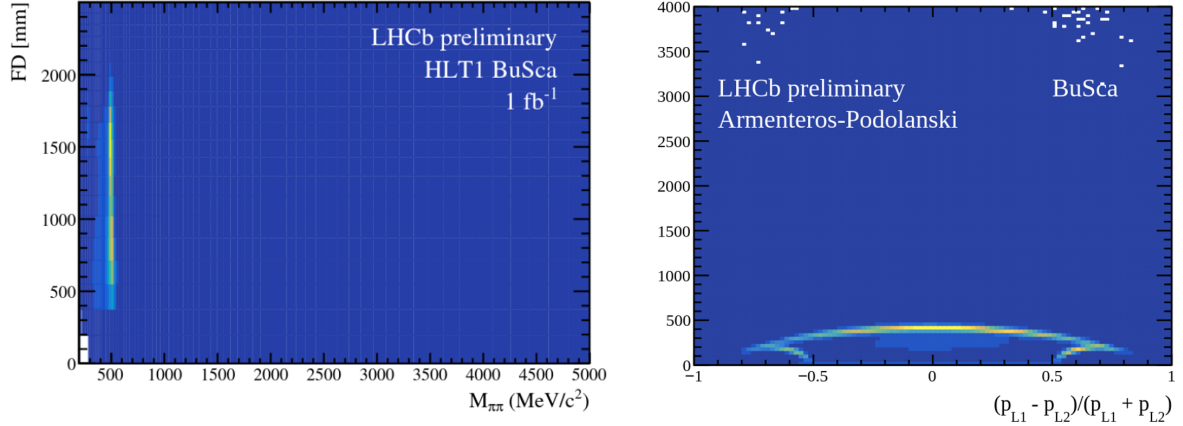 FD [mm]
2000
1500
1000
500
0
LHCb preliminary
HLT1 BuSca
1 fb-1
500 1000 1500 2000 2500 3000 3500 4000 4500 5000
Mππ (MeV/c2)
4000
3500
3000
2500
2000
1500
1000
500
0
LHCb preliminary
Armenteros-Podolanski
BuSca
−1 −0.5 0 0.5 1
(pL1 - pL2)/(pL1 + pL2)